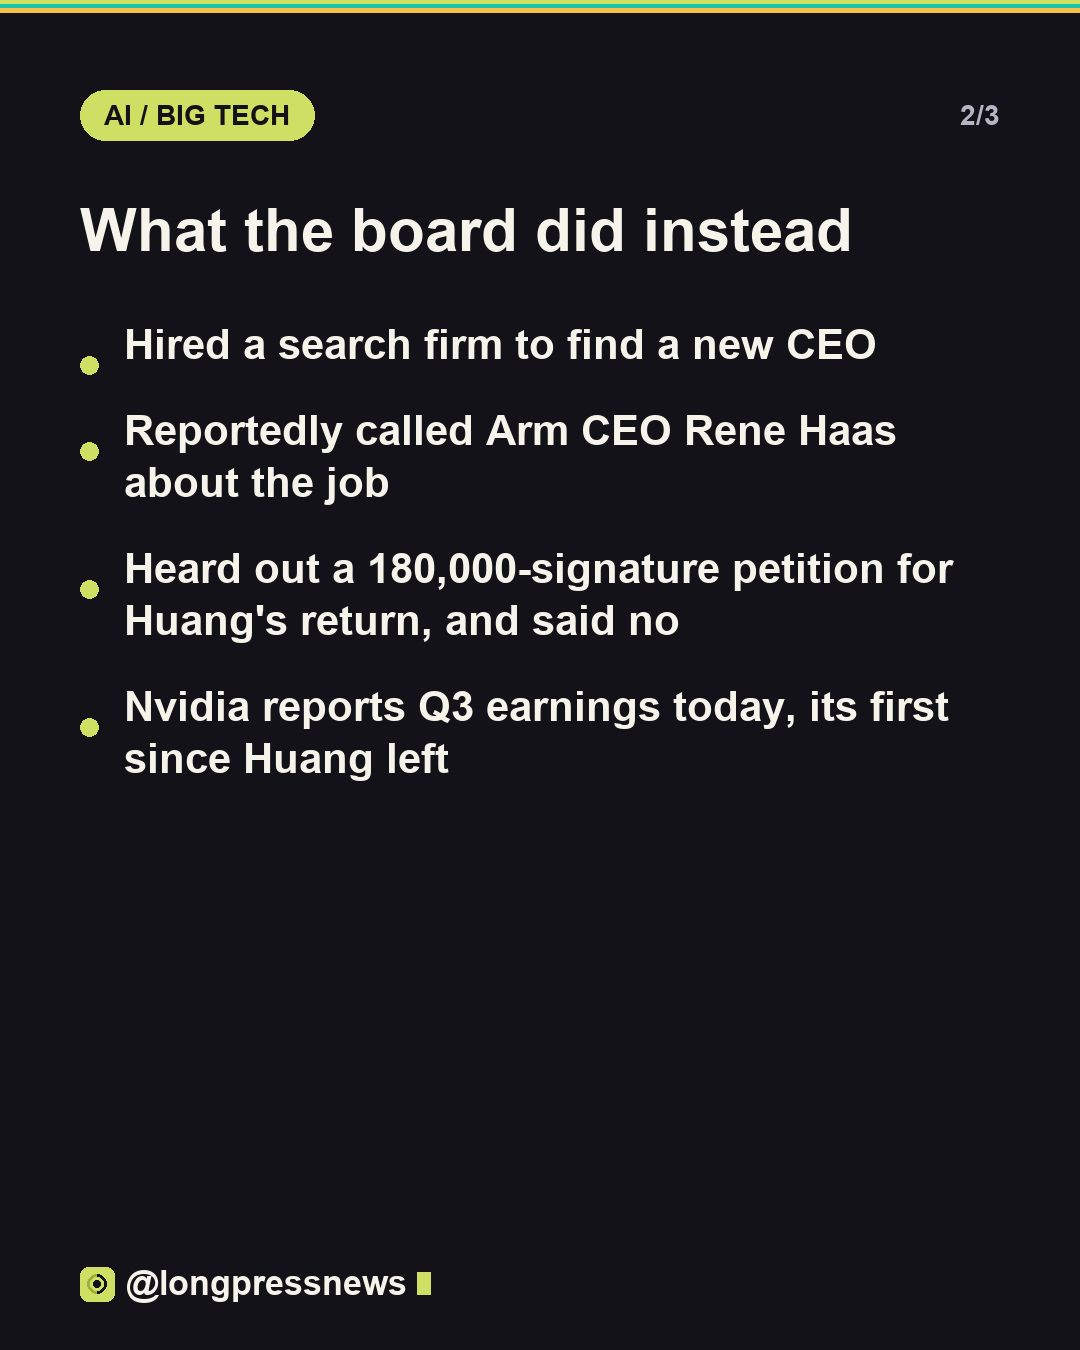 AI / BIG TECH
2/3
What the board did instead
Hired a search firm to find a new CEO
Reportedly called Arm CEO Rene Haas
about the job
Heard out a 180,000-signature petition for
Huang's return, and said no
Nvidia reports Q3 earnings today, its first
since Huang left
@longpressnews